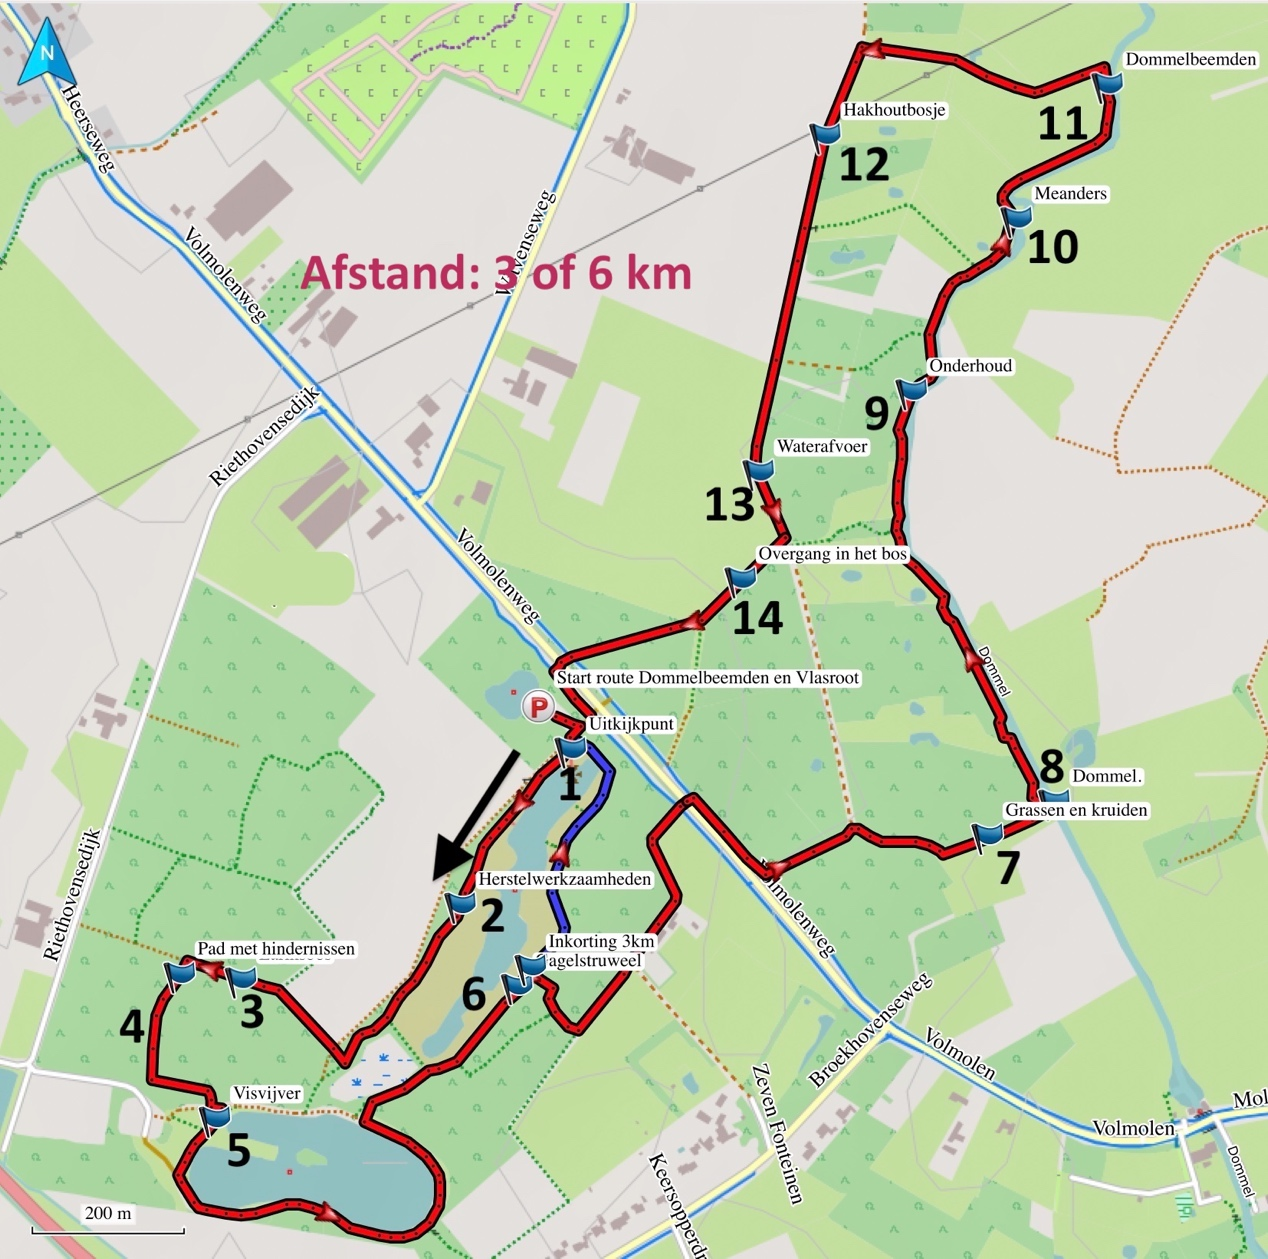 N
Heerseweg
Dommelbeemden
11
Hakhoutbosje
12
Meanders
10
Volmolenweg
Afstand: 3 of 6 km
Onderhoud
9
Riethovensedijk
Waterafvoer
13
Volmolenweg
Overgang in het bos
14
Dommel
Start route Dommelbeemden en Vlasroot
P
Uitkijkpunt
1
8
Dommel.
Grassen en kruiden
7
Riethovensedijk
Herstelwerkzaamheden
2
Inkorting 3km
agelstruweel
6
Pad met hindernissen
3
4
Broekhovenseweg
Volmolen
Visvijver
5
Zeven Fonteinen
Volmolen
Mol
Dommel
Keersopperdr
200 m